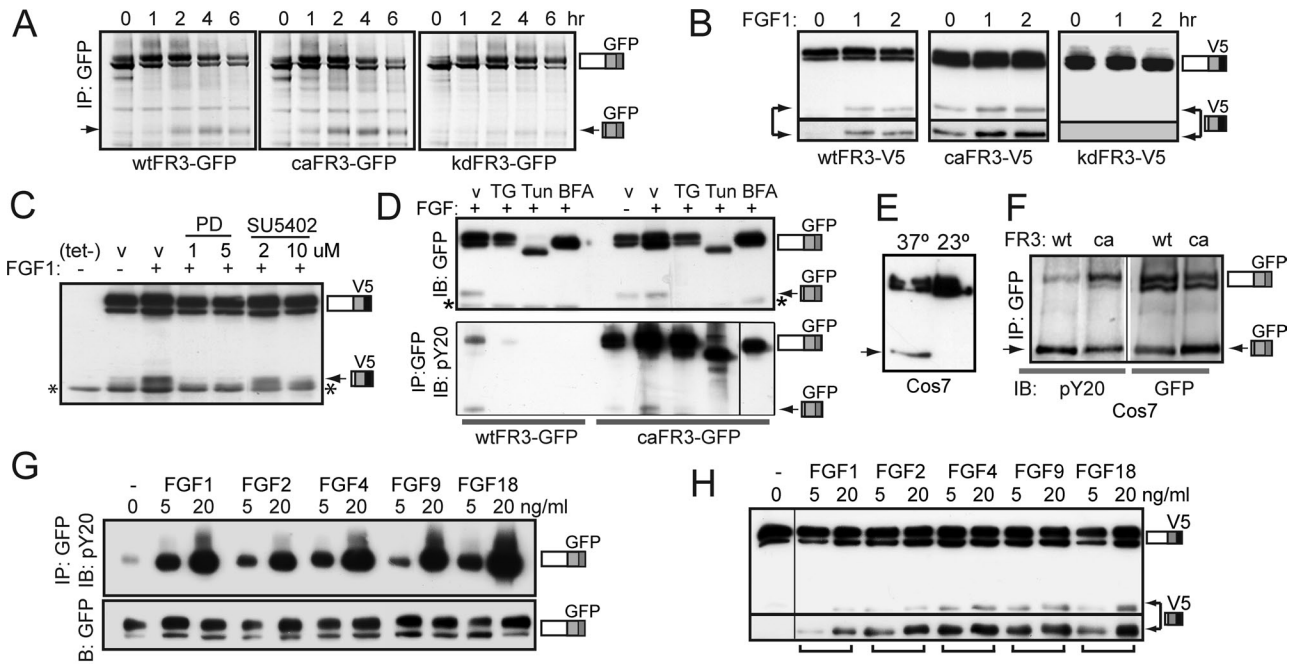 A
0 1 2 4 6 0 1 2 4 6 0 1 2 4 6 hr
GFP
IP: GFP
GFP
wtFR3-GFP caFR3-GFP kdFR3-GFP
B
FGF1: 0 1 2 0 1 2 0 1 2 hr
V5
V5
wtFR3-V5 caFR3-V5 kdFR3-V5
C
PD SU5402
(tet-) v v 1 5 2 10 uM
FGF1: - - + + + + +
V5
V5
* *
D
v TG Tun BFA v TG Tun BFA
FGF: + + + + - + + + +
IB: GFP
GFP
GFP
* *
IP:GFP
IB: pY20
GFP
GFP
wtFR3-GFP caFR3-GFP
E
37º 23º
Cos7
F
FR3: wt ca wt ca
IP: GFP
GFP
GFP
IB: pY20 GFP
Cos7
G
- FGF1 FGF2 FGF4 FGF9 FGF18
0 5 20 5 20 5 20 5 20 5 20 ng/ml
IP: GFP
IB: pY20
GFP
B: GFP
GFP
H
- FGF1 FGF2 FGF4 FGF9 FGF18
0 5 20 5 20 5 20 5 20 5 20 ng/ml
V5
V5